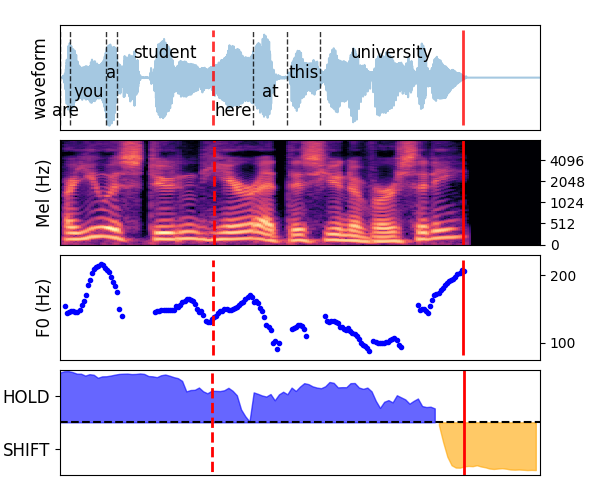 waveform
are you a student here at this university
Mel (Hz)
4096
2048
1024
512
0
F0 (Hz)
200
100
HOLD
SHIFT